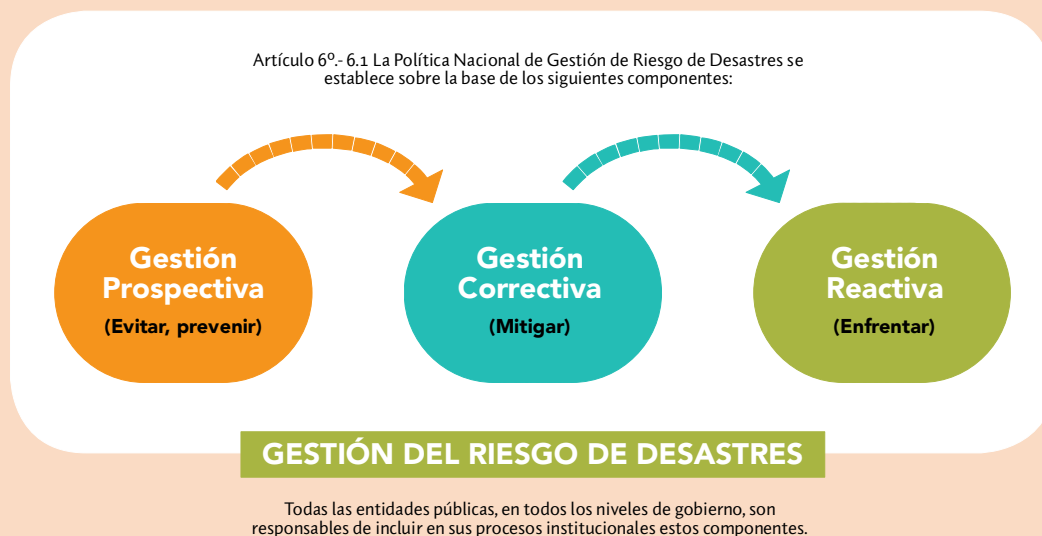 Artículo 6º.- 6.1 La Política Nacional de Gestión de Riesgo de Desastres se
establece sobre la base de los siguientes componentes:
Gestión
Prospectiva
(Evitar, prevenir)
Gestión
Correctiva
(Mitigar)
Gestión
Reactiva
(Enfrentar)
GESTIÓN DEL RIESGO DE DESASTRES
Todas las entidades públicas, en todos los niveles de gobierno, son
responsables de incluir en sus procesos institucionales estos componentes.